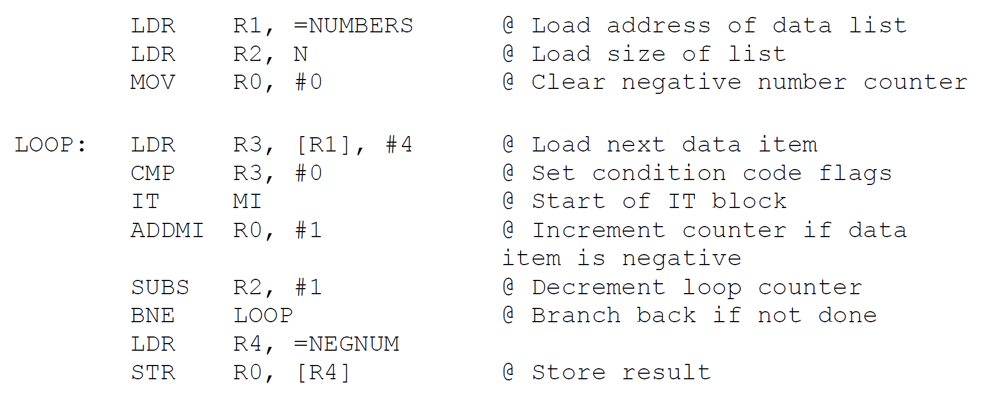 LDR R1, =NUMBERS @ Load address of data list
LDR R2, N @ Load size of list
MOV R0, #0 @ Clear negative number counter
LOOP: LDR R3, [R1], #4 @ Load next data item
CMP R3, #0 @ Set condition code flags
IT MI @ Start of IT block
ADDMI R0, #1 @ Increment counter if data
item is negative
SUBS R2, #1 @ Decrement loop counter
BNE LOOP @ Branch back if not done
LDR R4, =NEGNUM
STR R0, [R4] @ Store result